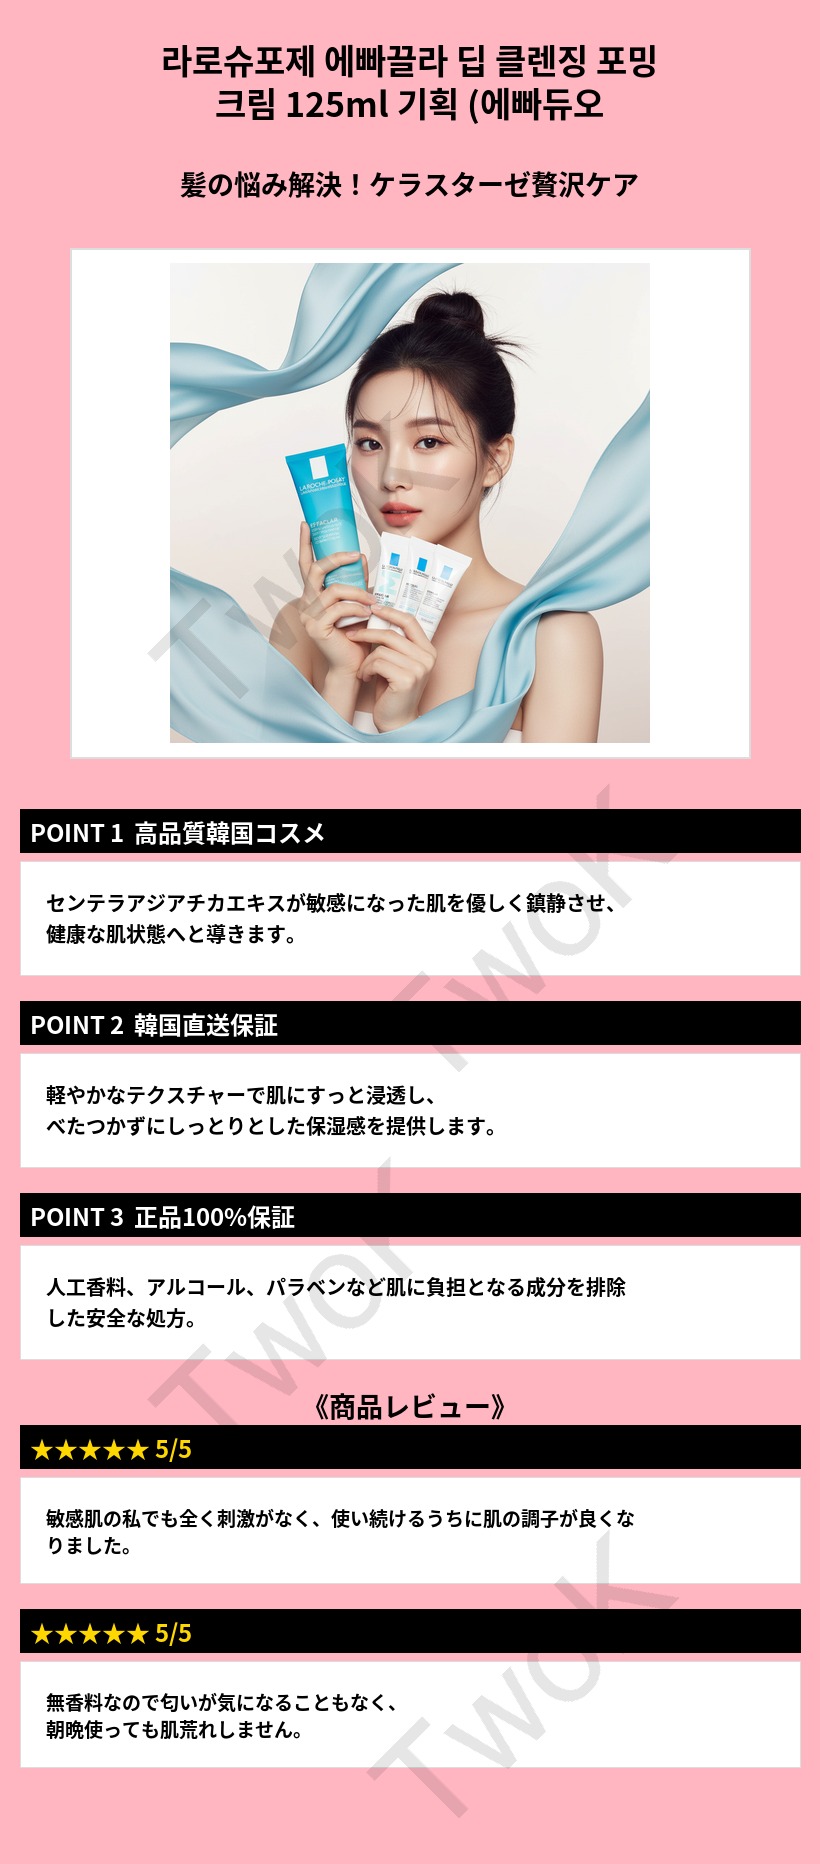 라로슈포제 에빠끌라 딥 클렌징 포밍
크림 125ml 기획 (에빠듀오
髪の悩み解決！ケラスターゼ贅沢ケア
LA ROCHE-POSAY
EFFACLAR
POINT 1 高品質韓国コスメ
センテラアジアチカエキスが敏感になった肌を優しく鎮静させ、
健康な肌状態へと導きます。
POINT 2 韓国直送保証
軽やかなテクスチャーで肌にすっと浸透し、
べたつかずにしっとりとした保湿感を提供します。
POINT 3 正品100%保証
人工香料、アルコール、パラベンなど肌に負担となる成分を排除
した安全な処方。
《商品レビュー》
★★★★★ 5/5
敏感肌の私でも全く刺激がなく、使い続けるうちに肌の調子が良くな
りました。
★★★★★ 5/5
無香料なので匂いが気になることもなく、
朝晩使っても肌荒れしません。
TwoK
TwoK
TwoK
TwoK